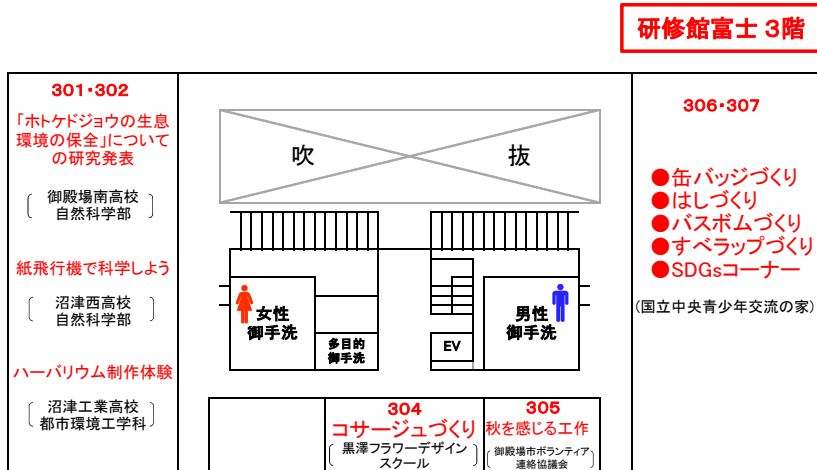 研修館富士 3階
301・302
「ホトケドジョウの生息
環境の保全」について
の研究発表
御殿場南高校
自然科学部
紙飛行機で科学しよう
沼津西高校
自然科学部
ハーバリウム制作体験
沼津工業高校
都市環境工学科
吹 抜
女性
御手洗
多目的
御手洗
EV
男性
御手洗
304
コサージュづくり
黒澤フラワーデザイン
スクール
305
秋を感じる工作
御殿場市ボランティア
連絡協議会
306・307
●缶バッジづくり
●はしづくり
●バスボムづくり
●すべラップづくり
●SDGsコーナー
(国立中央青少年交流の家)